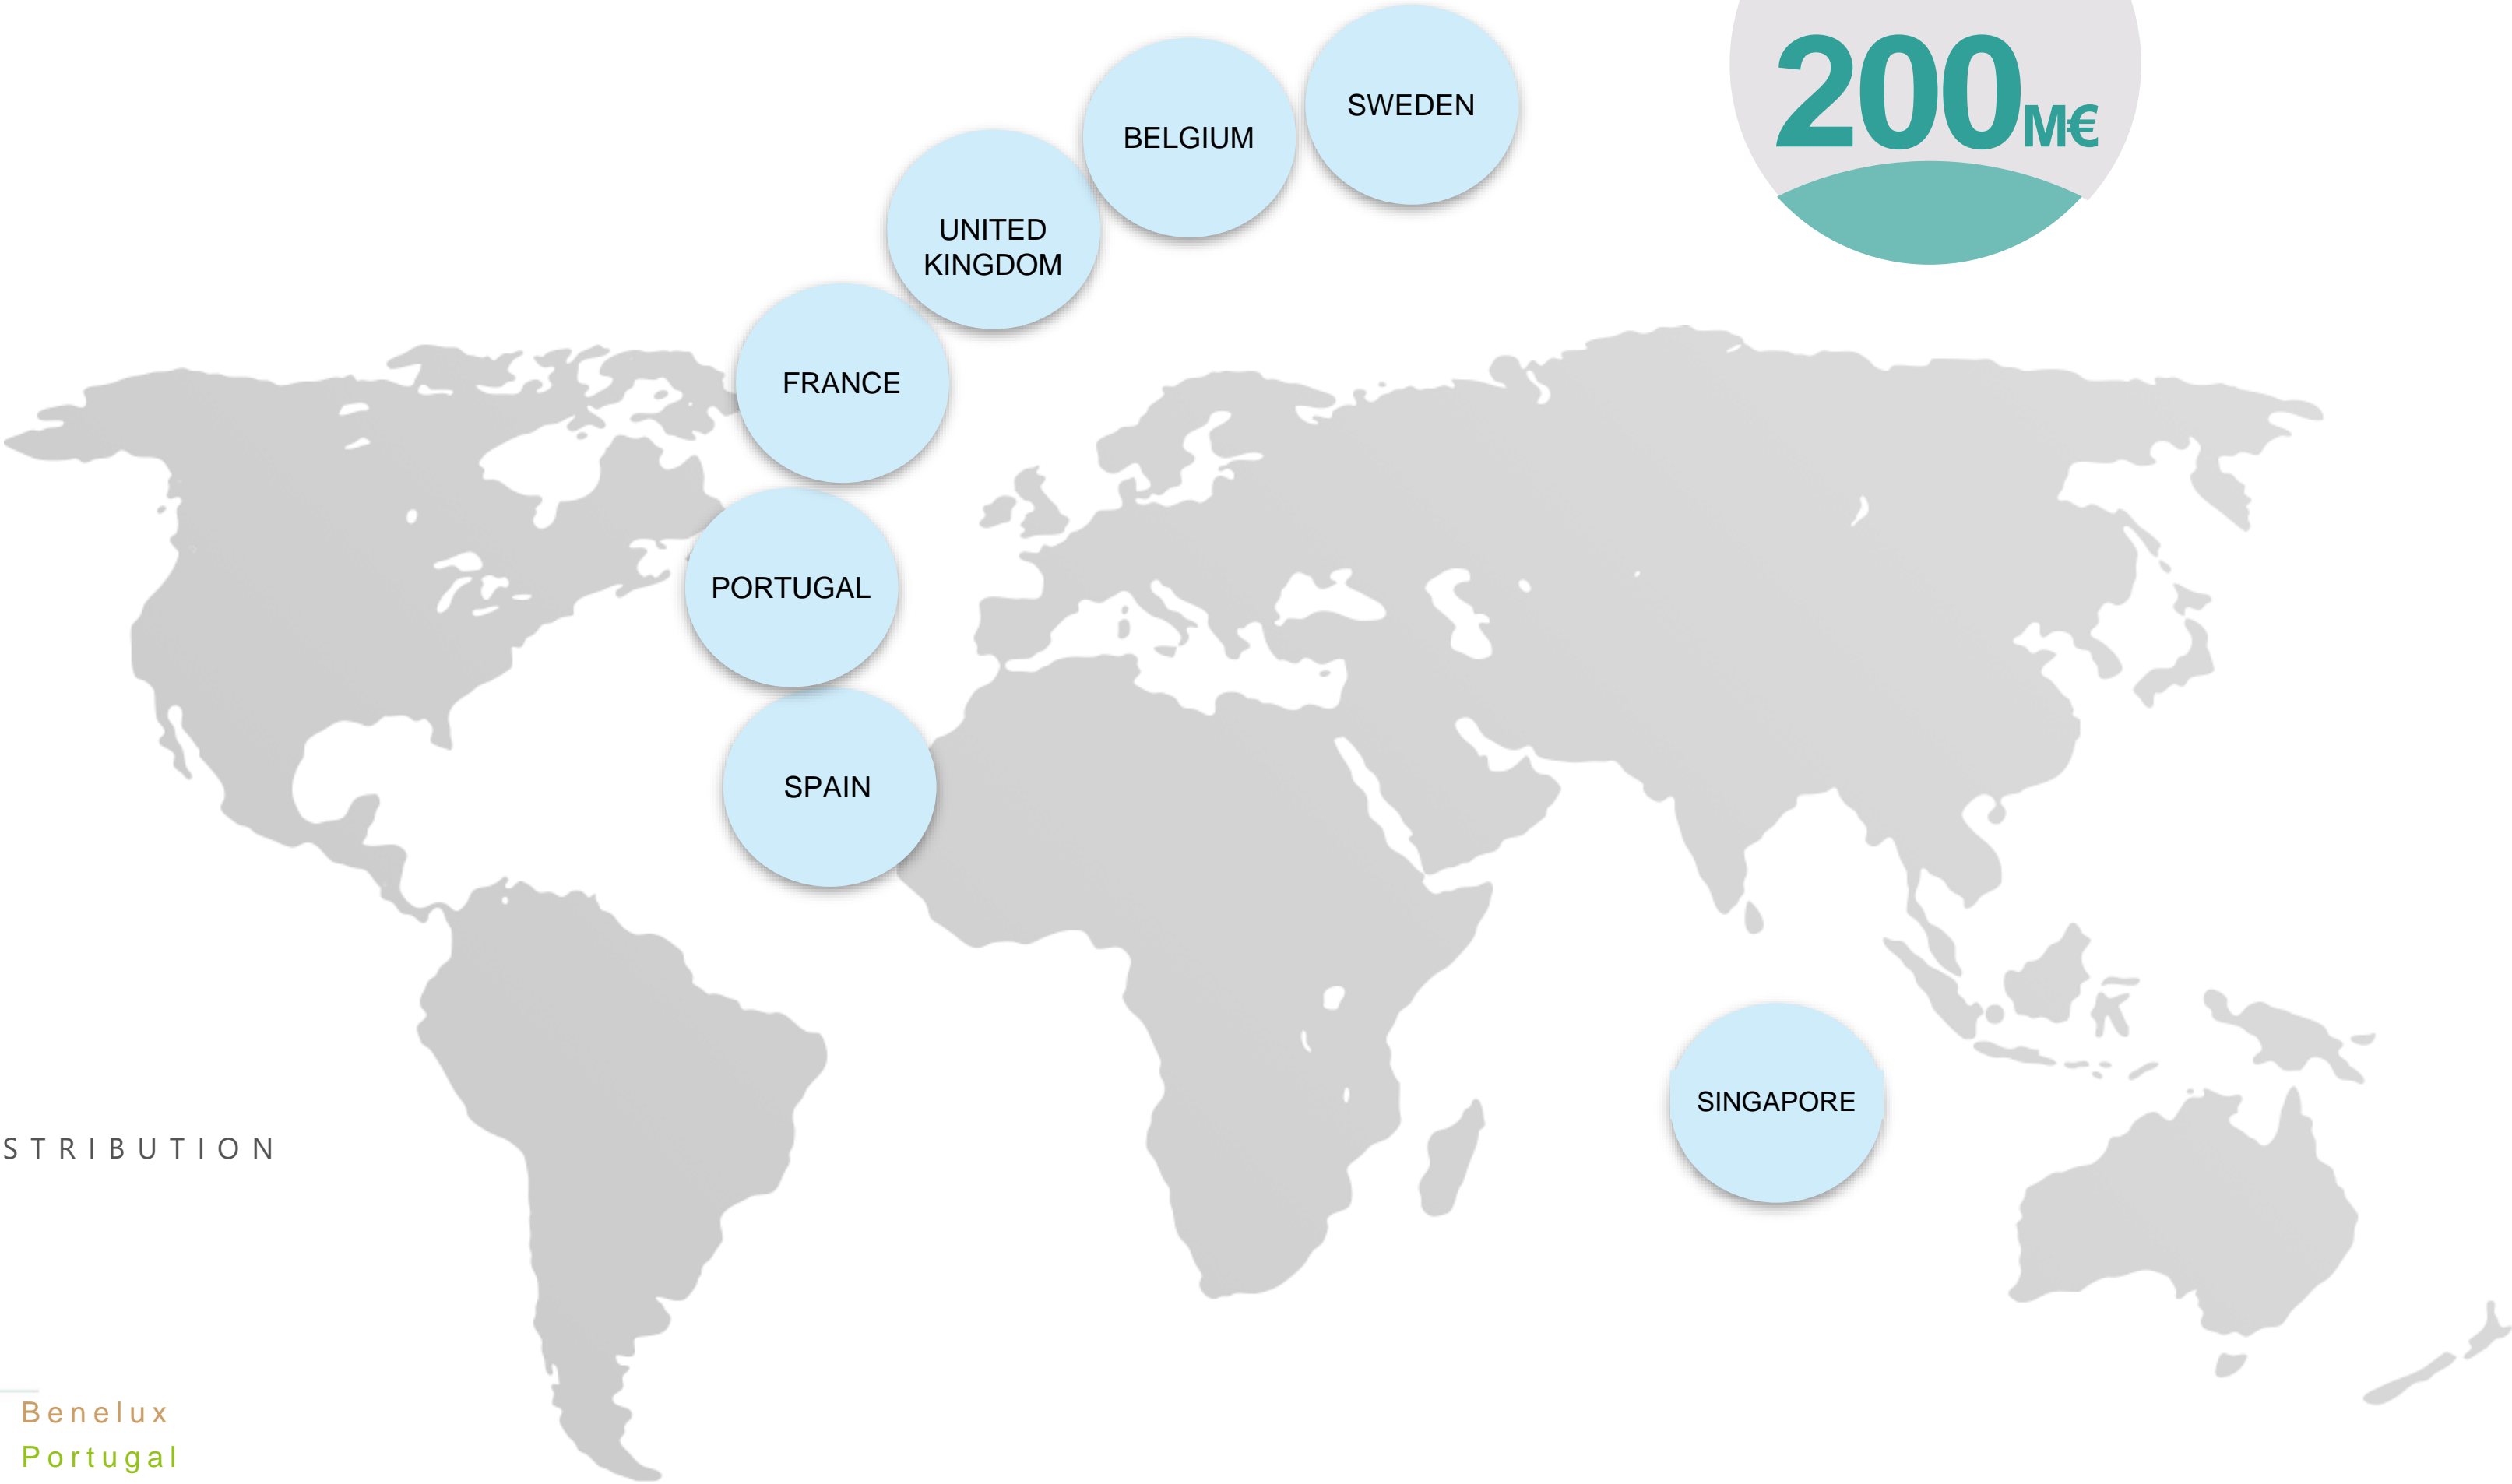 200M€
SWEDEN
BELGIUM
UNITED
KINGDOM
FRANCE
PORTUGAL
SPAIN
SINGAPORE
STRIBUTION
Benelux
Portugal